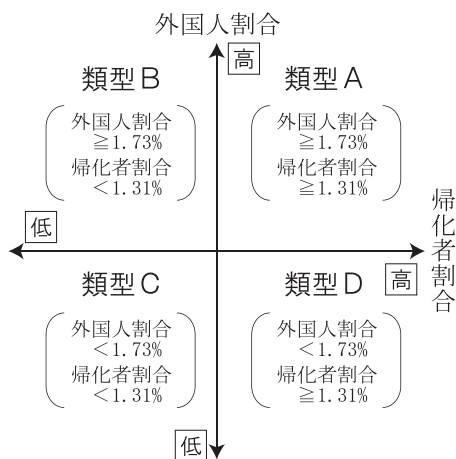 外国人割合
高
類型B
外国人割合
≧1.73%
帰化者割合
<1.31%
類型A
外国人割合
≧1.73%
帰化者割合
≧1.31%
低
帰化者割合
高
類型C
外国人割合
<1.73%
帰化者割合
<1.31%
類型D
外国人割合
<1.73%
帰化者割合
≧1.31%
低